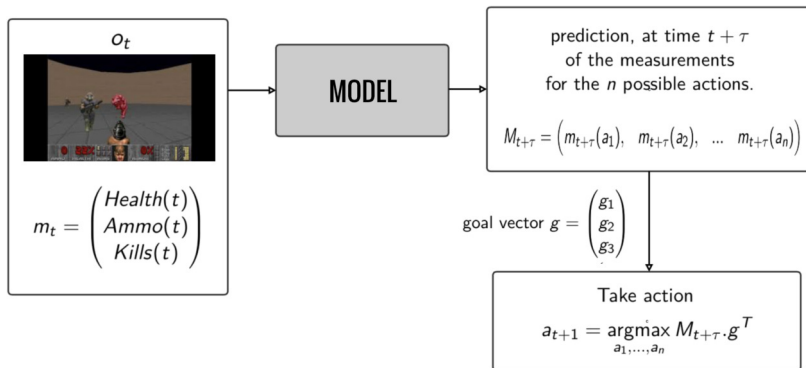 o_t
m_t = (Health(t)
Ammo(t)
Kills(t))
MODEL
prediction, at time t + τ
of the measurements
for the n possible actions.
M_{t+τ} = (m_{t+τ}(a_1), m_{t+τ}(a_2), ... m_{t+τ}(a_n))
goal vector g = (g_1
g_2
g_3)
Take action
a_{t+1} = argmax M_{t+τ}.g^T
a_1,...,a_n